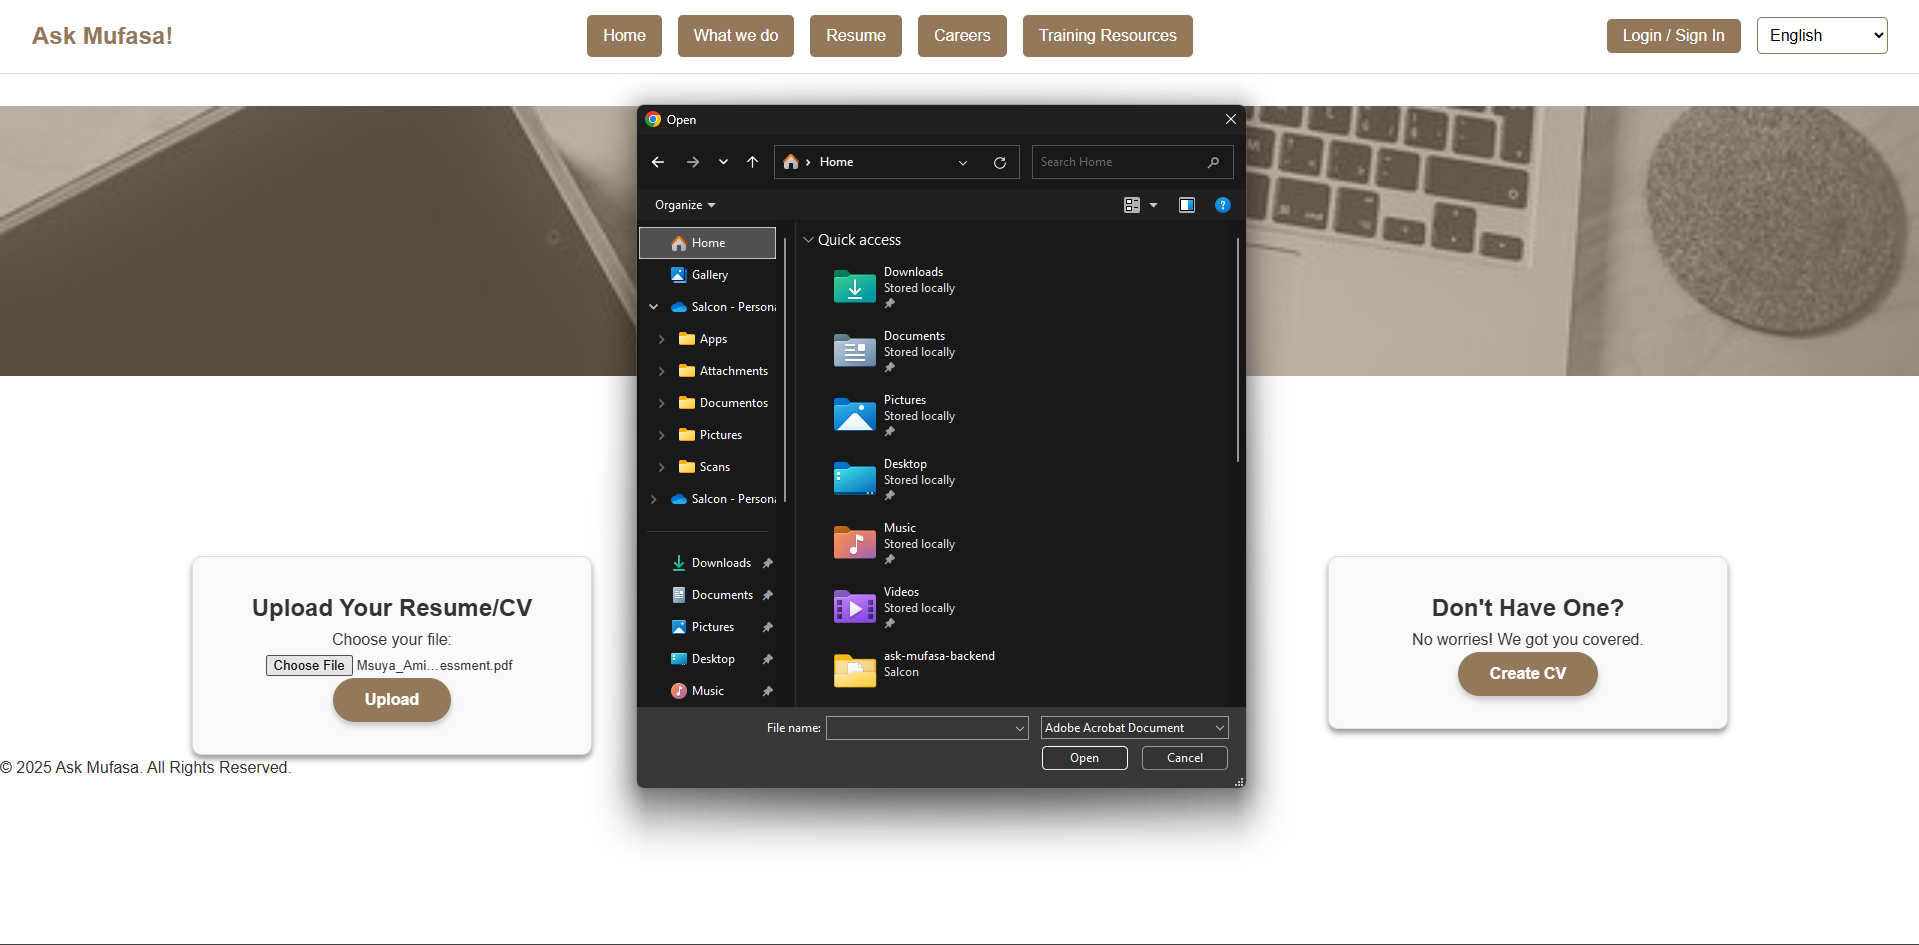 Ask Mufasa!
Home
What we do
Resume
Careers
Training Resources
Login / Sign In
English
Open
Home
Search Home
Organize
Home
Gallery
Salcon - Persona
Apps
Attachments
Documentos
Pictures
Scans
Salcon - Persona
Downloads
Documents
Pictures
Desktop
Music
Quick access
Downloads
Stored locally
Documents
Stored locally
Pictures
Stored locally
Desktop
Stored locally
Music
Stored locally
Videos
Stored locally
ask-mufasa-backend
Salcon
File name:
Adobe Acrobat Document
Open
Cancel
Upload Your Resume/CV
Choose your file:
Choose File Msuya_Ami...essment.pdf
Upload
Don't Have One?
No worries! We got you covered.
Create CV
© 2025 Ask Mufasa. All Rights Reserved.